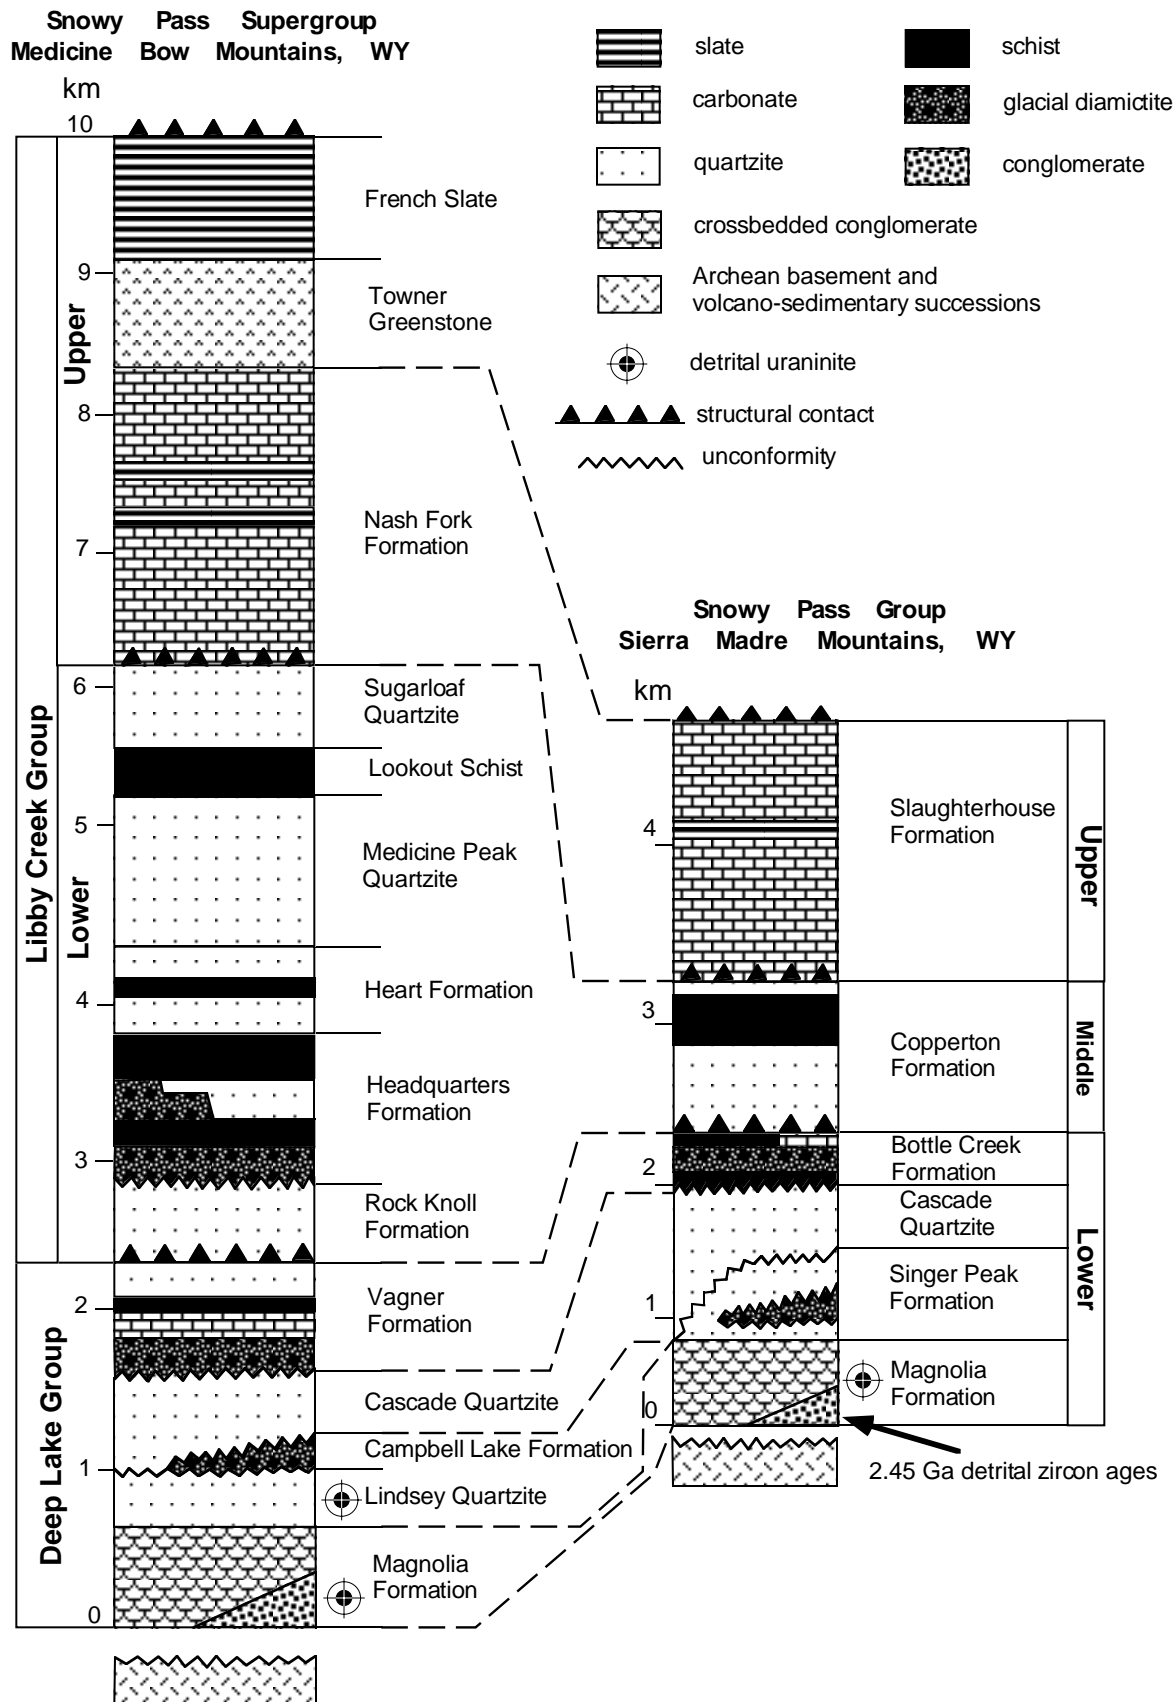 Snowy Pass Supergroup
Medicine Bow Mountains, WY
km
10
9
8
7
6
5
4
3
2
1
0
Upper
Lower
Libby Creek Group
Deep Lake Group
French Slate
Towner
Greenstone
Nash Fork
Formation
Sugarloaf
Quartzite
Lookout Schist
Medicine Peak
Quartzite
Heart Formation
Headquarters
Formation
Rock Knoll
Formation
Vagner
Formation
Cascade Quartzite
Campbell Lake Formation
Lindsey Quartzite
Magnolia
Formation
slate
carbonate
quartzite
crossbedded conglomerate
Archean basement and
volcano-sedimentary successions
detrital uraninite
structural contact
unconformity
schist
glacial diamictite
conglomerate
Snowy Pass Group
Sierra Madre Mountains, WY
km
4
3
2
1
0
Slaughterhouse
Formation
Copperton
Formation
Bottle Creek
Formation
Cascade
Quartzite
Singer Peak
Formation
Magnolia
Formation
Upper
Middle
Lower
2.45 Ga detrital zircon ages